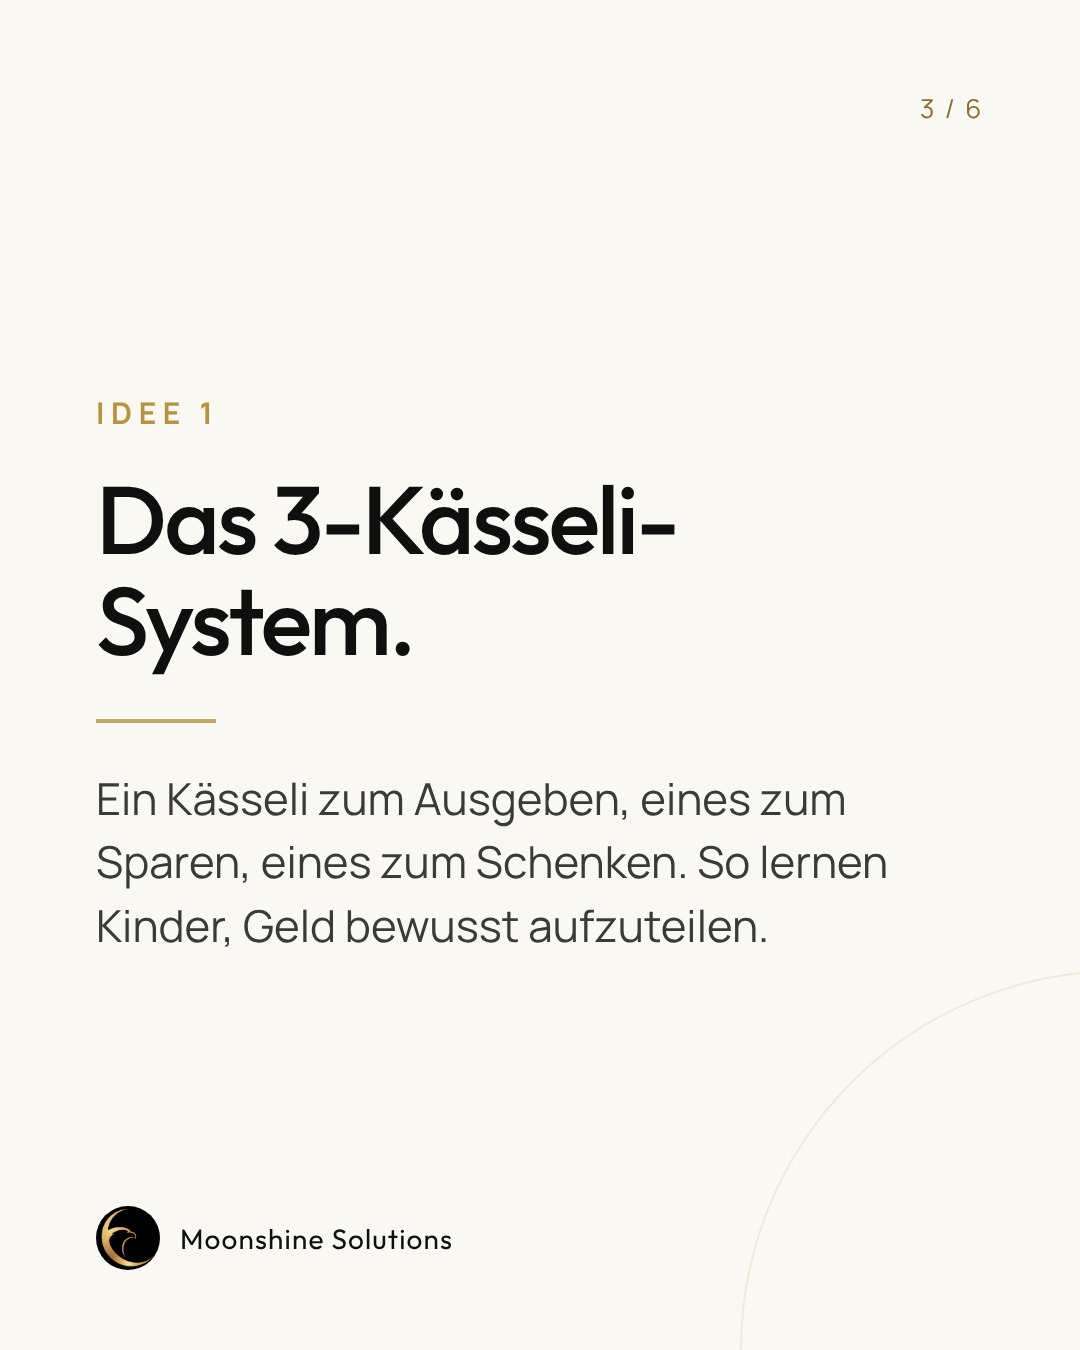 3 / 6
IDEE 1
Das 3-Kässeli-
System.
Ein Kässeli zum Ausgeben, eines zum
Sparen, eines zum Schenken. So lernen
Kinder, Geld bewusst aufzuteilen.
Moonshine Solutions